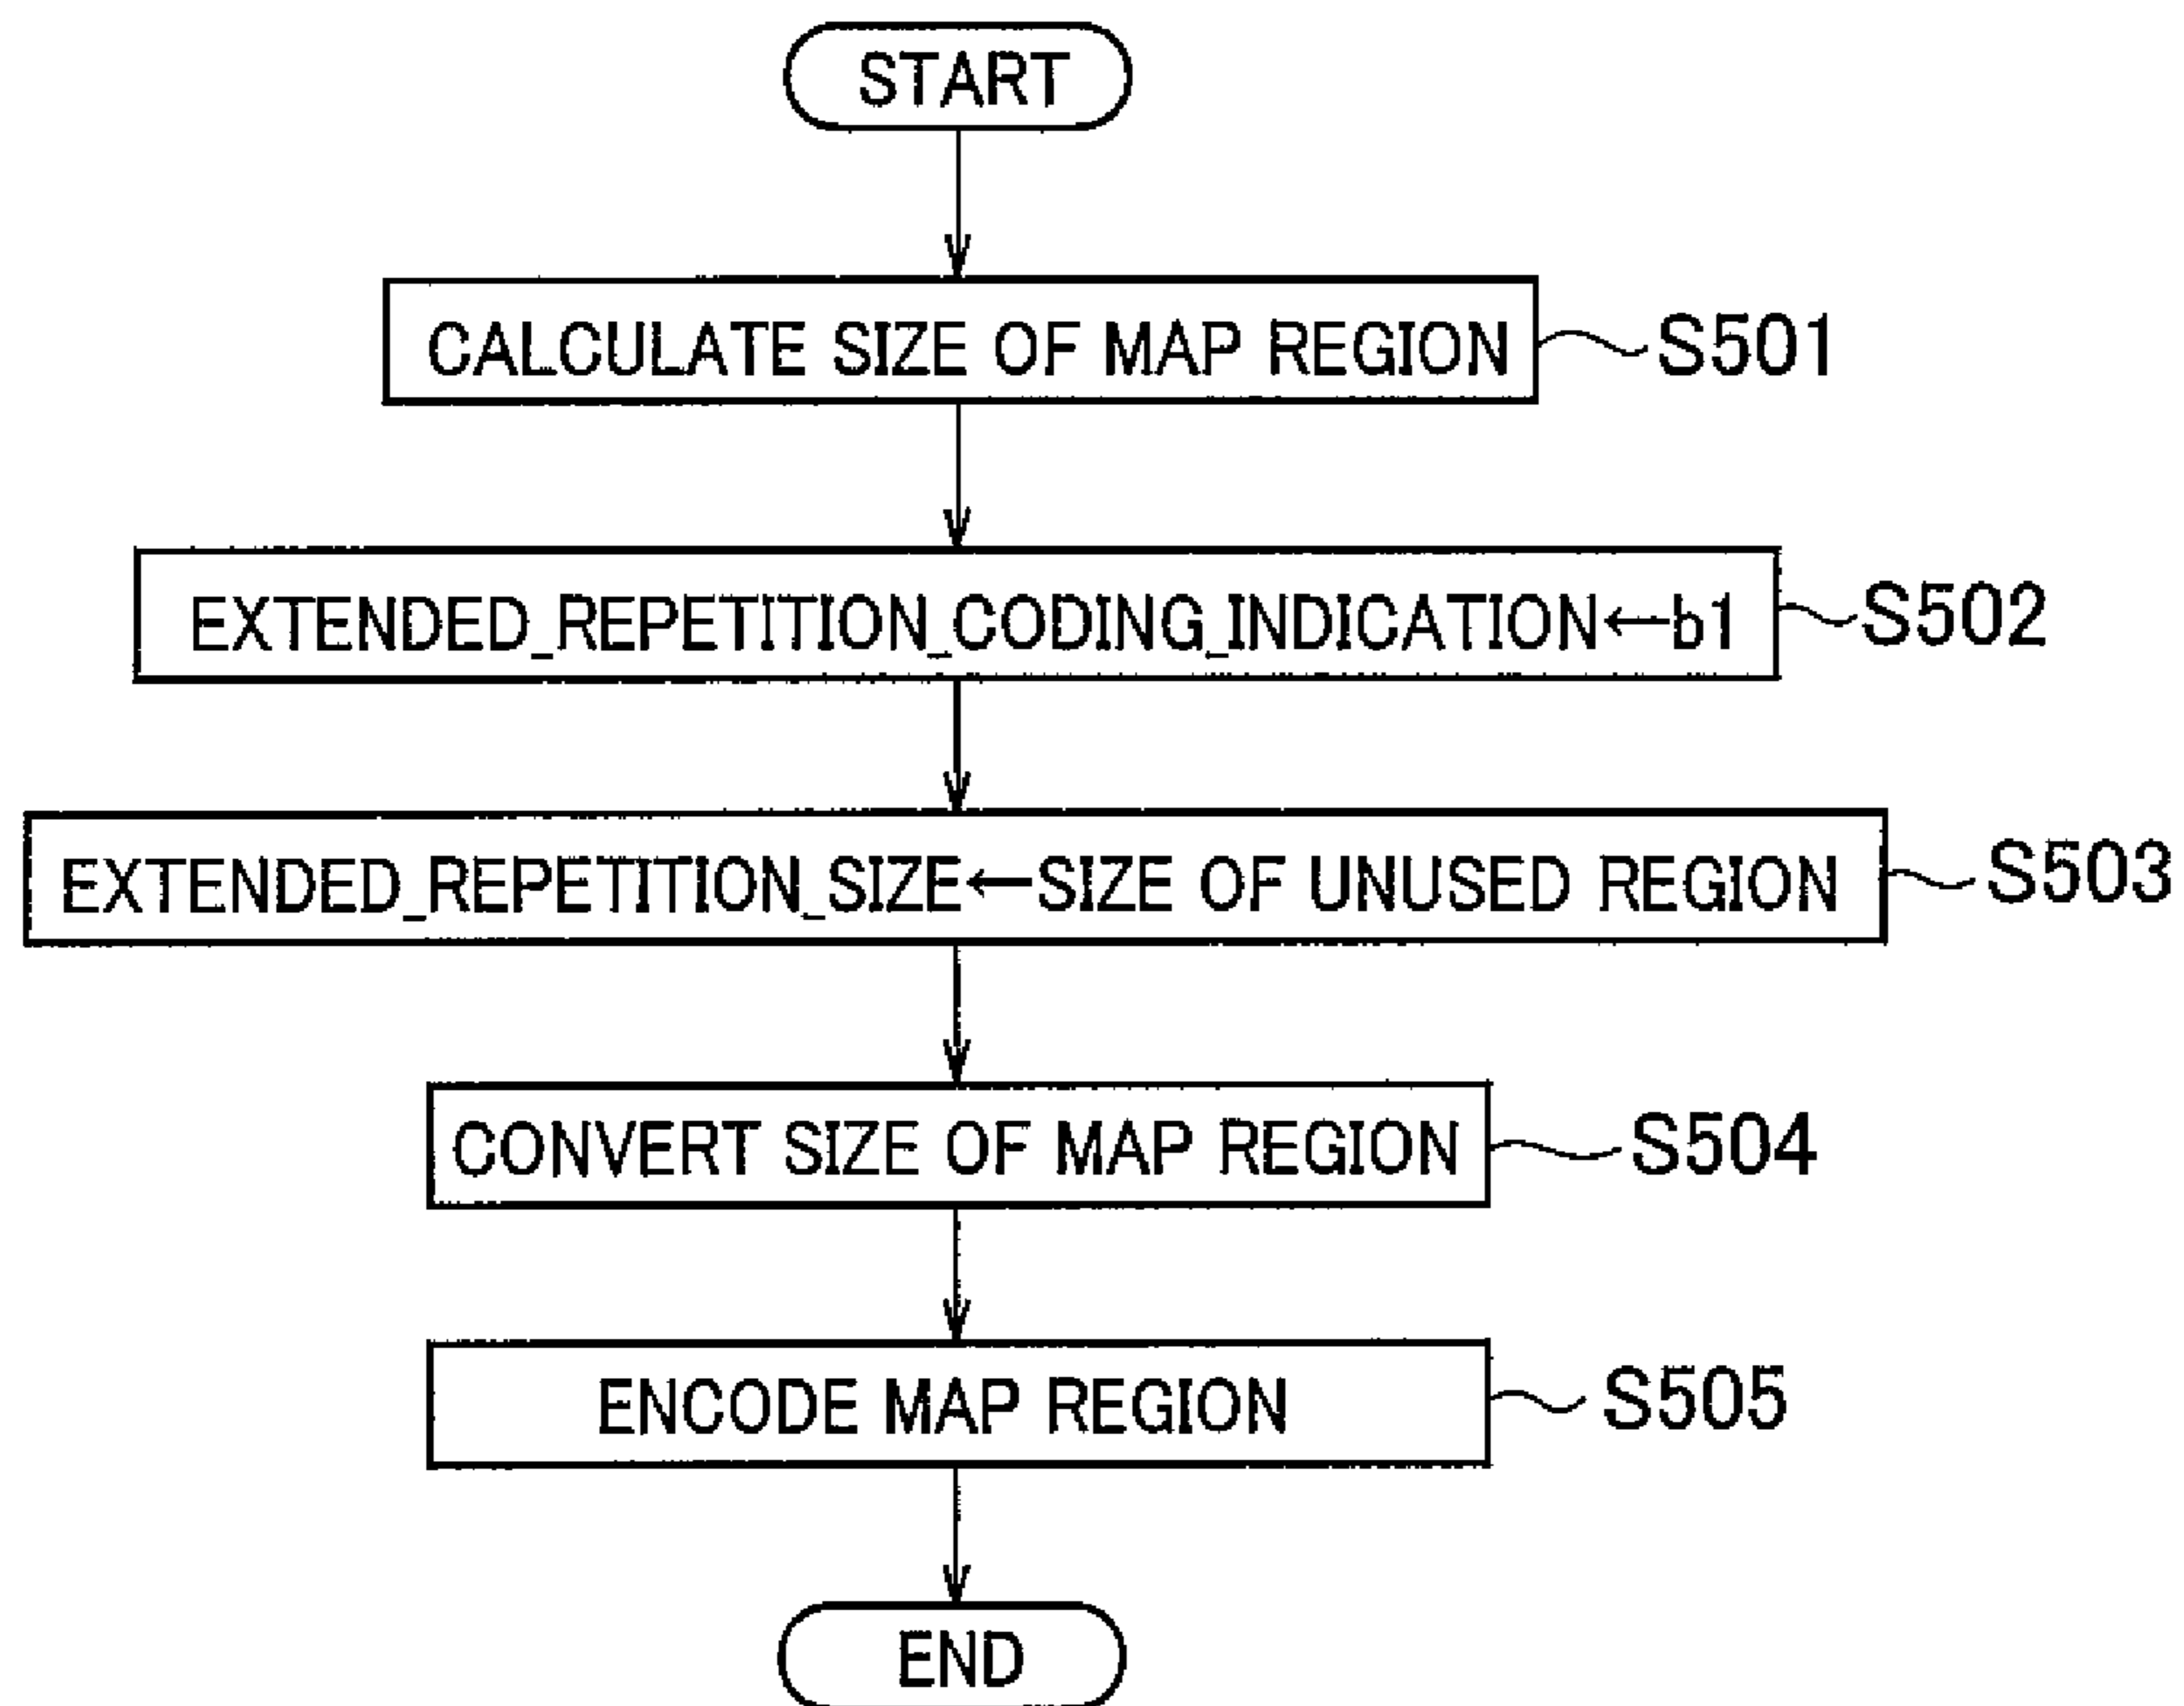 START
CALCULATE SIZE OF MAP REGION S501
EXTENDED_REPETITION_CODING_INDICATION←b1 S502
EXTENDED_REPETITION_SIZE←SIZE OF UNUSED REGION S503
CONVERT SIZE OF MAP REGION S504
ENCODE MAP REGION S505
END